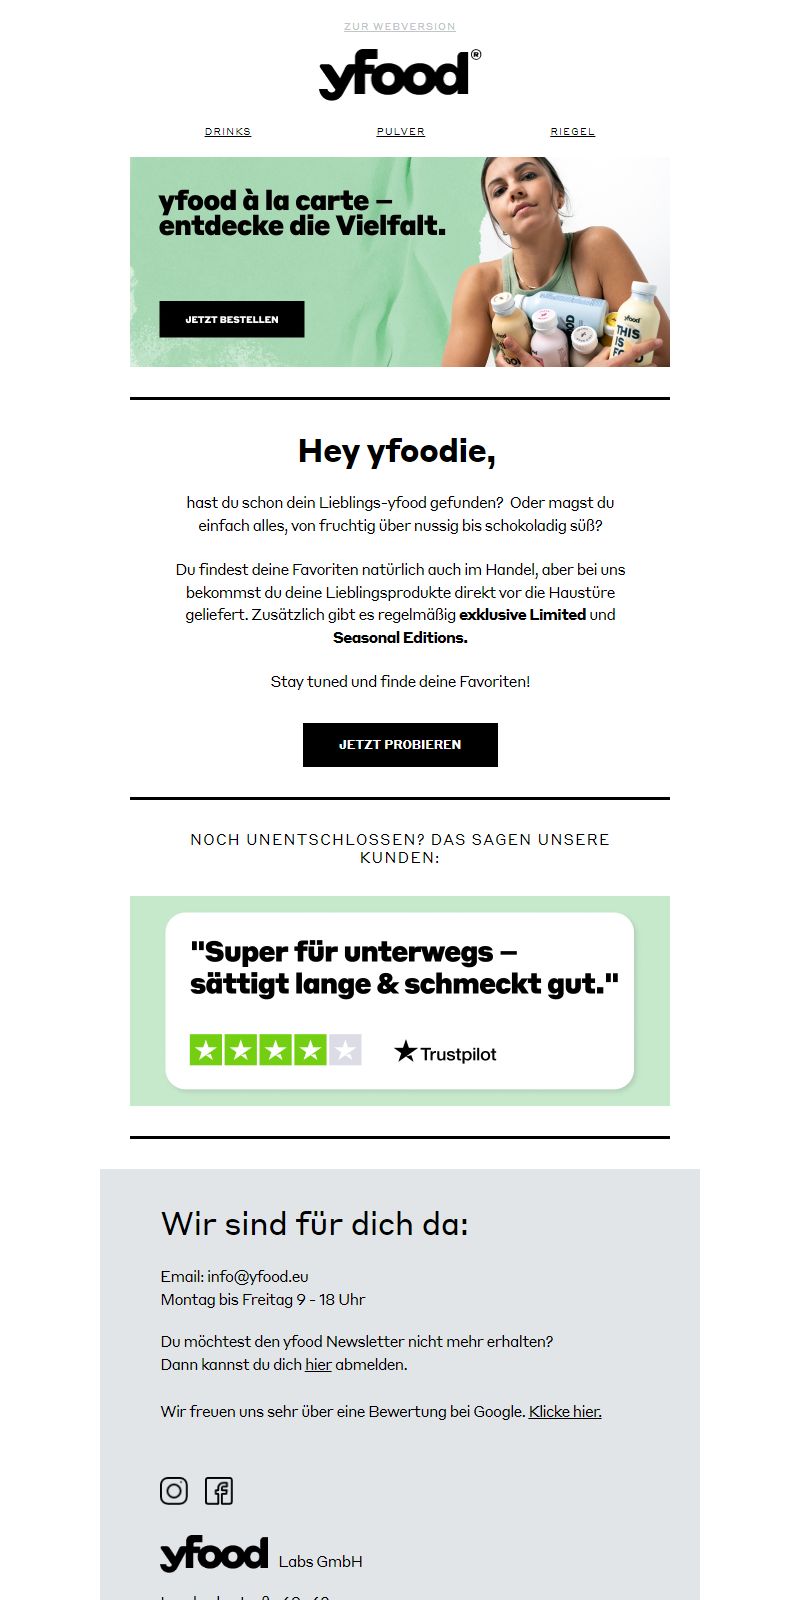 ZUR WEBVERSION
yfood®
DRINKS PULVER RIEGEL
yfood à la carte –
entdecke die Vielfalt.
JETZT BESTELLEN
yfood
THIS
IS
Hey yfoodie,
hast du schon dein Lieblings-yfood gefunden? Oder magst du
einfach alles, von fruchtig über nussig bis schokoladig süß?
Du findest deine Favoriten natürlich auch im Handel, aber bei uns
bekommst du deine Lieblingsprodukte direkt vor die Haustüre
geliefert. Zusätzlich gibt es regelmäßig exklusive Limited und
Seasonal Editions.
Stay tuned und finde deine Favoriten!
JETZT PROBIEREN
NOCH UNENTSCHLOSSEN? DAS SAGEN UNSERE
KUNDEN:
"Super für unterwegs –
sättigt lange & schmeckt gut."
Trustpilot
Wir sind für dich da:
Email: info@yfood.eu
Montag bis Freitag 9 - 18 Uhr
Du möchtest den yfood Newsletter nicht mehr erhalten?
Dann kannst du dich hier abmelden.
Wir freuen uns sehr über eine Bewertung bei Google. Klicke hier.
yfood Labs GmbH